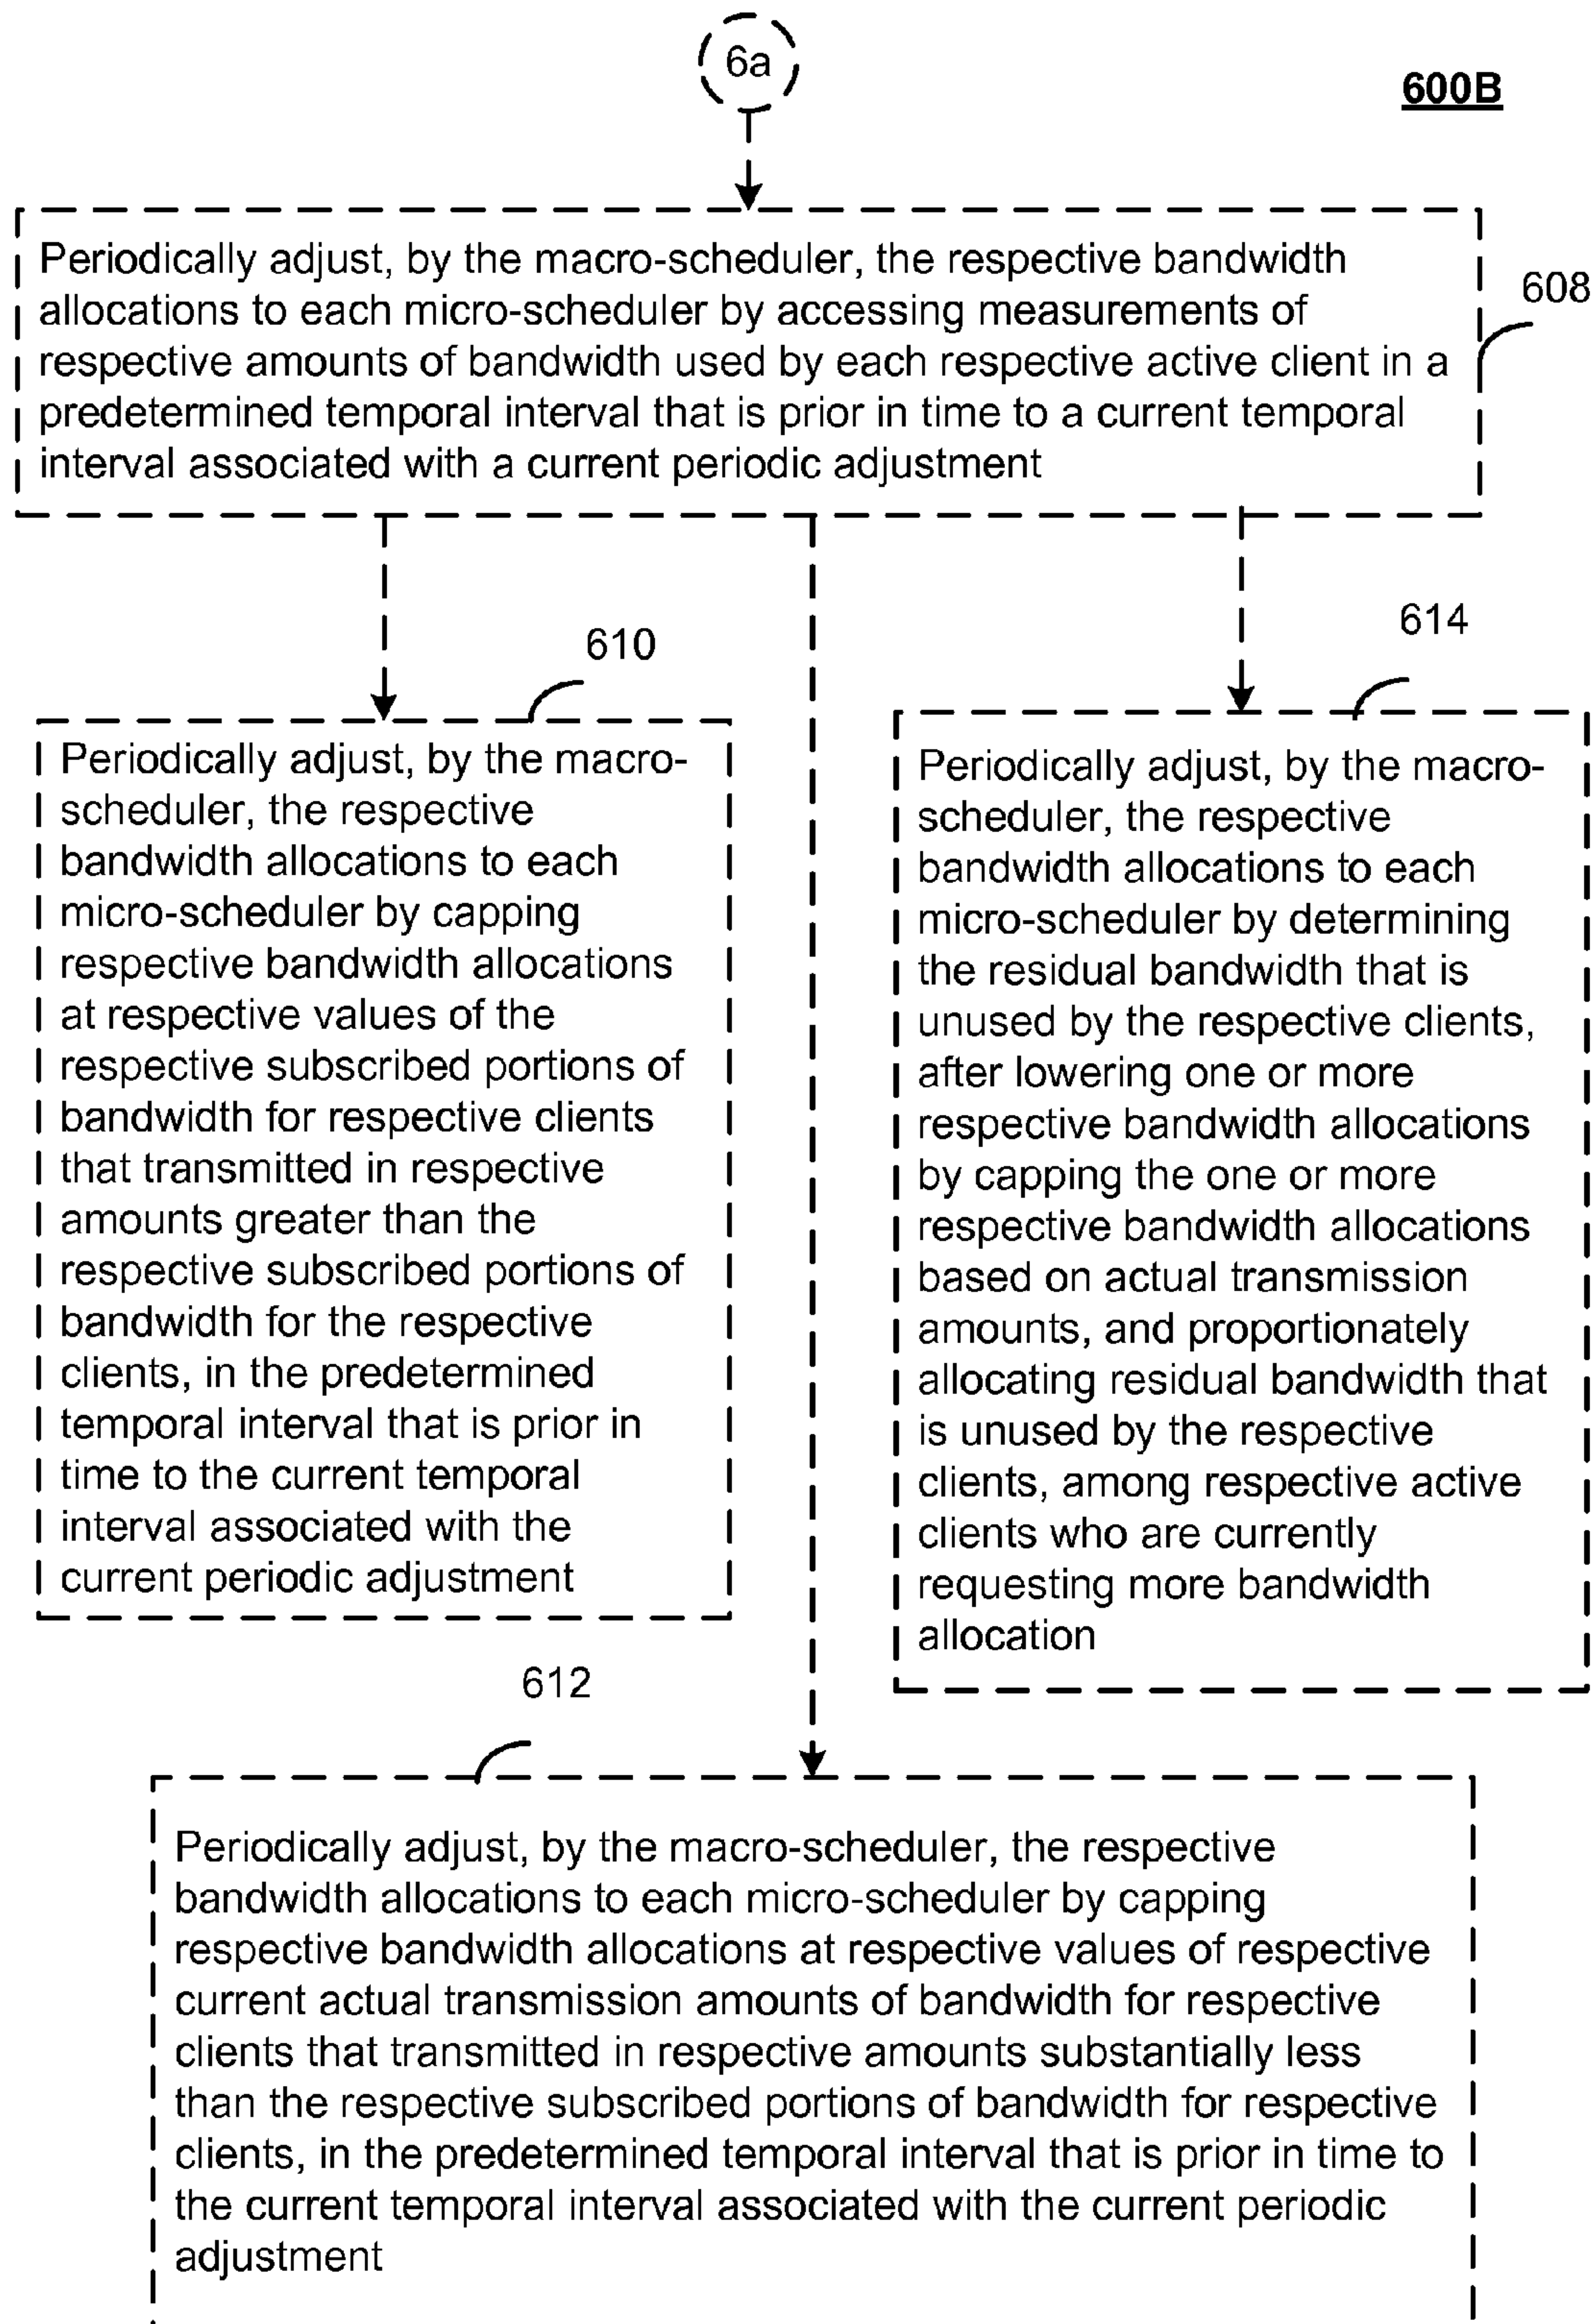 6a
600B
Periodically adjust, by the macro-scheduler, the respective bandwidth
allocations to each micro-scheduler by accessing measurements of
respective amounts of bandwidth used by each respective active client in a
predetermined temporal interval that is prior in time to a current temporal
interval associated with a current periodic adjustment
608
610
Periodically adjust, by the macro-
scheduler, the respective
bandwidth allocations to each
micro-scheduler by capping
respective bandwidth allocations
at respective values of the
respective subscribed portions of
bandwidth for respective clients
that transmitted in respective
amounts greater than the
respective subscribed portions of
bandwidth for the respective
clients, in the predetermined
temporal interval that is prior in
time to the current temporal
interval associated with the
current periodic adjustment
614
Periodically adjust, by the macro-
scheduler, the respective
bandwidth allocations to each
micro-scheduler by determining
the residual bandwidth that is
unused by the respective clients,
after lowering one or more
respective bandwidth allocations
by capping the one or more
respective bandwidth allocations
based on actual transmission
amounts, and proportionately
allocating residual bandwidth that
is unused by the respective
clients, among respective active
clients who are currently
requesting more bandwidth
allocation
612
Periodically adjust, by the macro-scheduler, the respective
bandwidth allocations to each micro-scheduler by capping
respective bandwidth allocations at respective values of respective
current actual transmission amounts of bandwidth for respective
clients that transmitted in respective amounts substantially less
than the respective subscribed portions of bandwidth for respective
clients, in the predetermined temporal interval that is prior in time to
the current temporal interval associated with the current periodic
adjustment